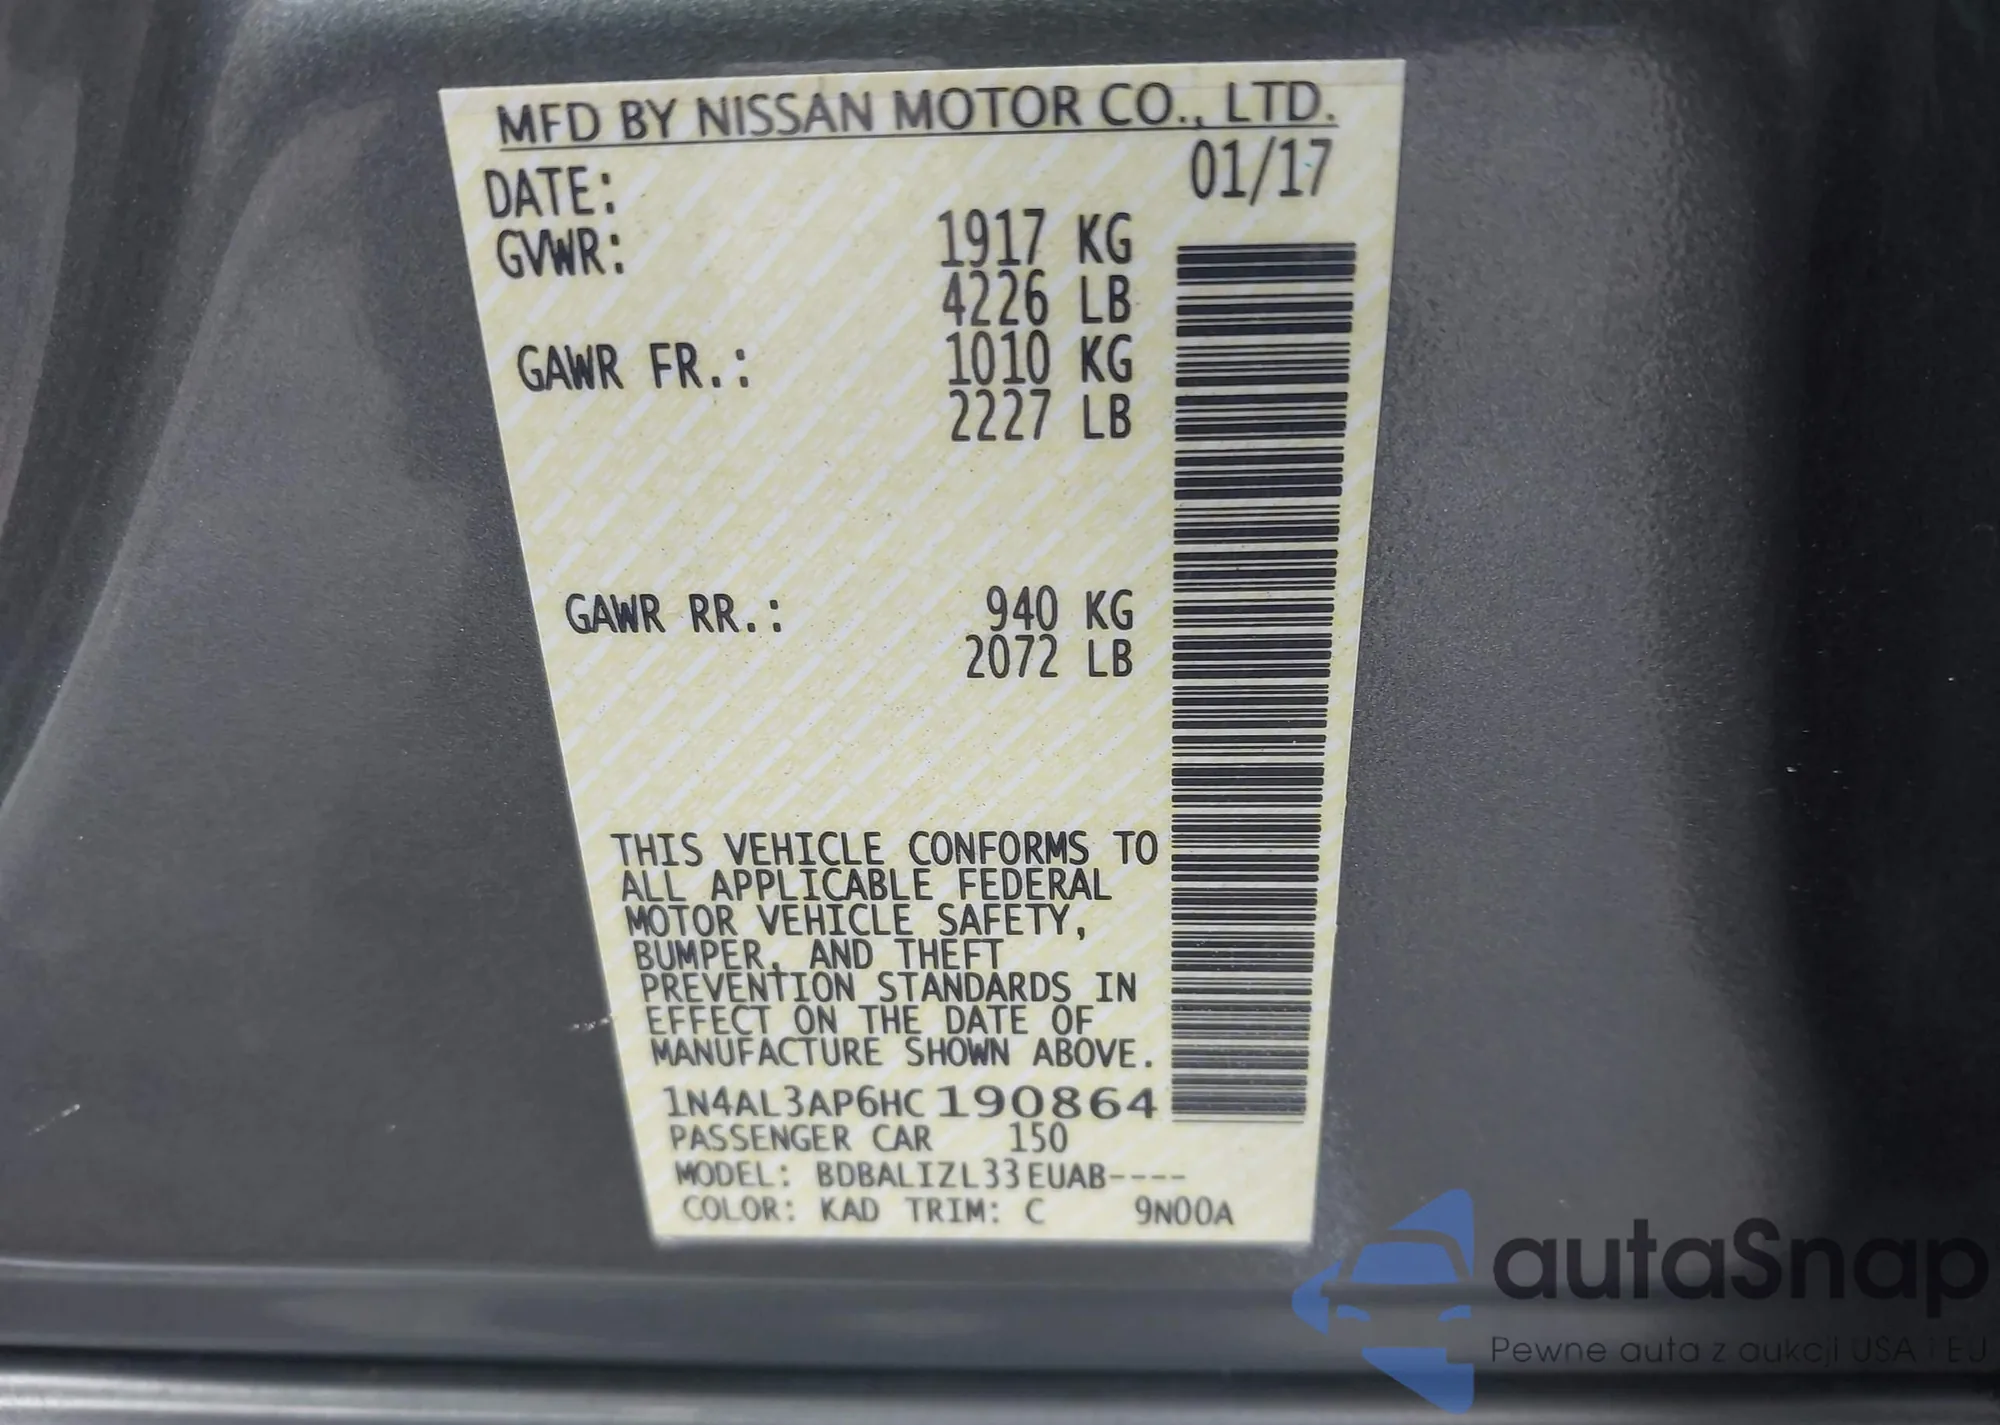 MFD BY NISSAN MOTOR CO., LTD.
DATE: 01/17
GVWR: 1917 KG
4226 LB
GAWR FR.: 1010 KG
2227 LB
GAWR RR.: 940 KG
2072 LB
THIS VEHICLE CONFORMS TO
ALL APPLICABLE FEDERAL
MOTOR VEHICLE SAFETY,
BUMPER, AND THEFT
PREVENTION STANDARDS IN
EFFECT ON THE DATE OF
MANUFACTURE SHOWN ABOVE.
1N4AL3AP6HC190864
PASSENGER CAR 150
MODEL: BDBALIZL33EUAB----
COLOR: KAD TRIM: C 9N00A
autaSnap
Pewne auta z aukcji USA i EU